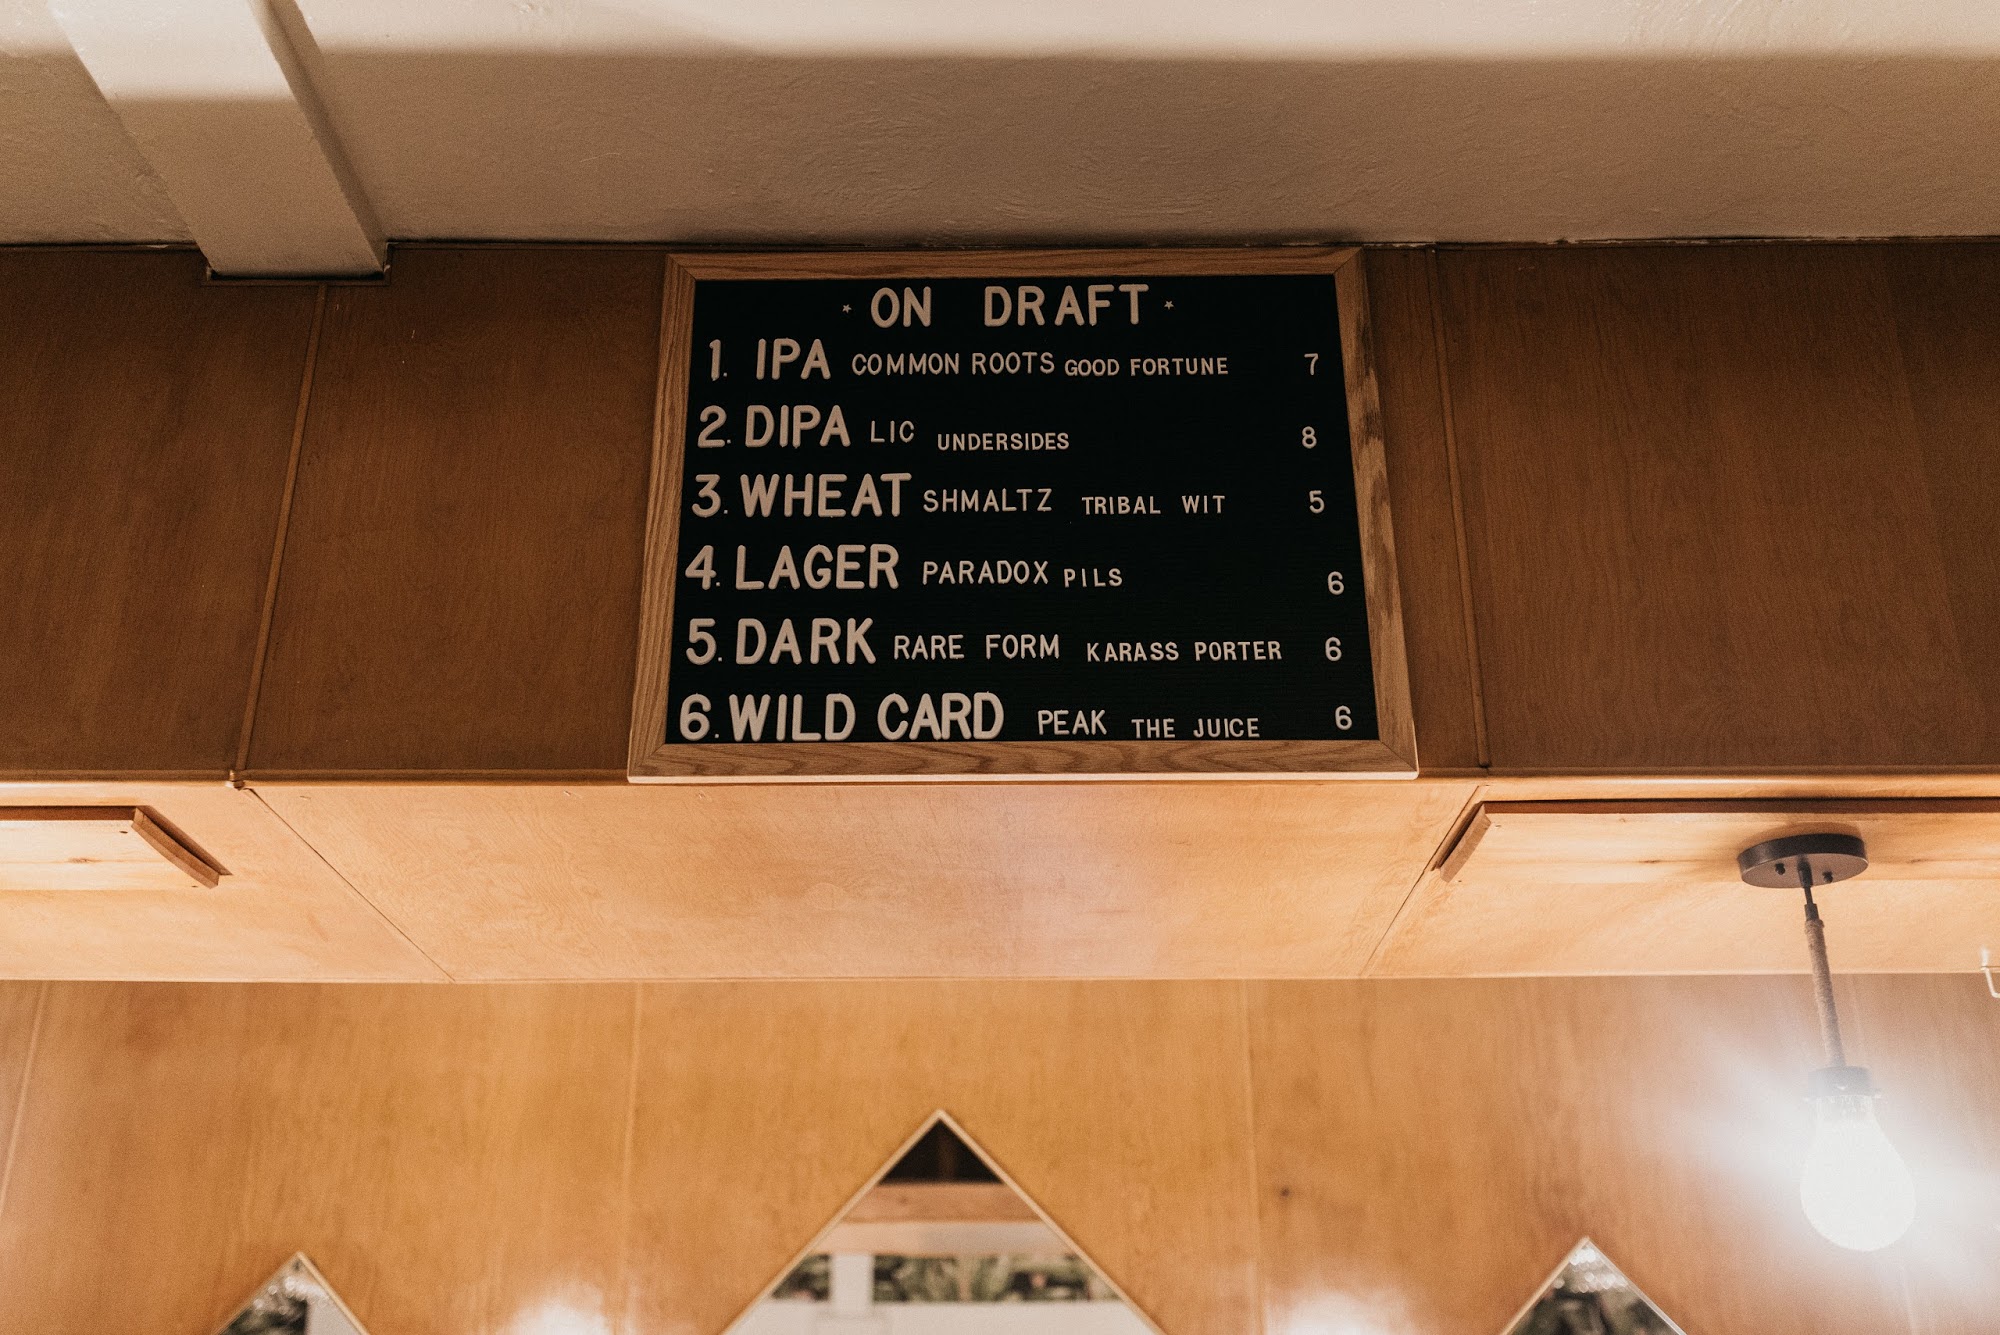 * ON DRAFT *
1. IPA COMMON ROOTS GOOD FORTUNE 7
2. DIPA LIC UNDERSIDES 8
3. WHEAT SHMALTZ TRIBAL WIT 5
4. LAGER PARADOX PILS 6
5. DARK RARE FORM KARASS PORTER 6
6. WILD CARD PEAK THE JUICE 6